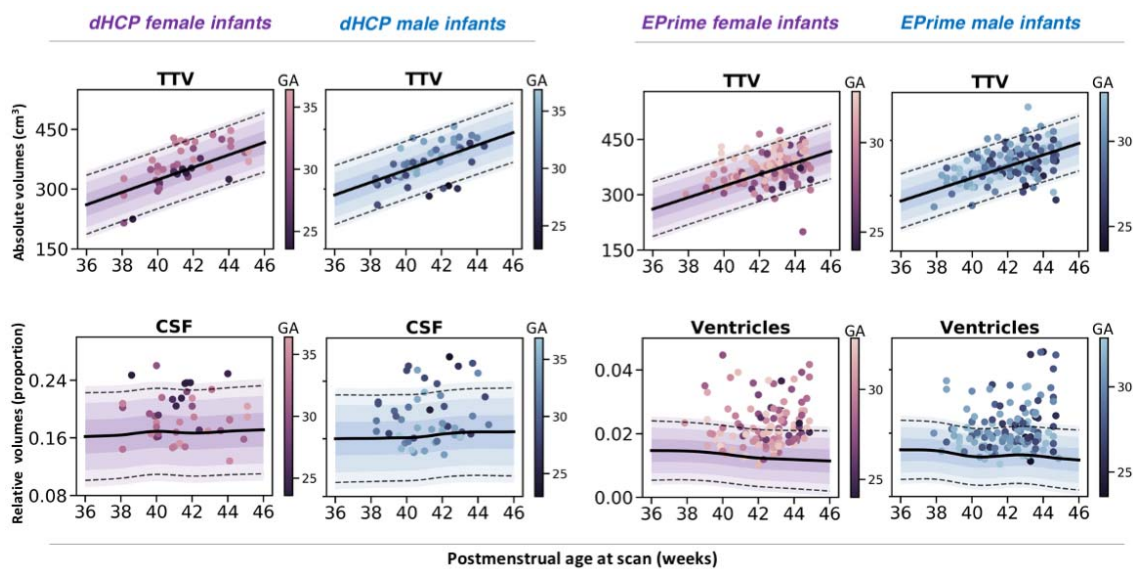 dHCP female infants dHCP male infants EPrime female infants EPrime male infants
TTV GA TTV GA TTV GA TTV GA
Absolute volumes (cm³)
450
300
150
36 38 40 42 44 46
35
30
25
36 38 40 42 44 46
35
30
25
450
300
150
36 38 40 42 44 46
30
25
36 38 40 42 44 46
30
25
CSF GA CSF GA Ventricles GA Ventricles GA
Relative volumes (proportion)
0.24
0.16
0.08
36 38 40 42 44 46
35
30
25
36 38 40 42 44 46
35
30
25
0.04
0.02
0.00
36 38 40 42 44 46
30
25
36 38 40 42 44 46
30
25
Postmenstrual age at scan (weeks)